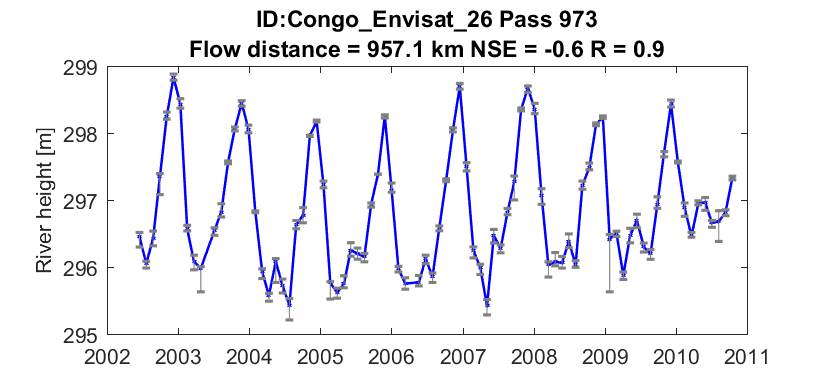 ID:Congo_Envisat_26 Pass 973
Flow distance = 957.1 km NSE = -0.6 R = 0.9
299
298
297
296
295
River height [m]
2002 2003 2004 2005 2006 2007 2008 2009 2010 2011